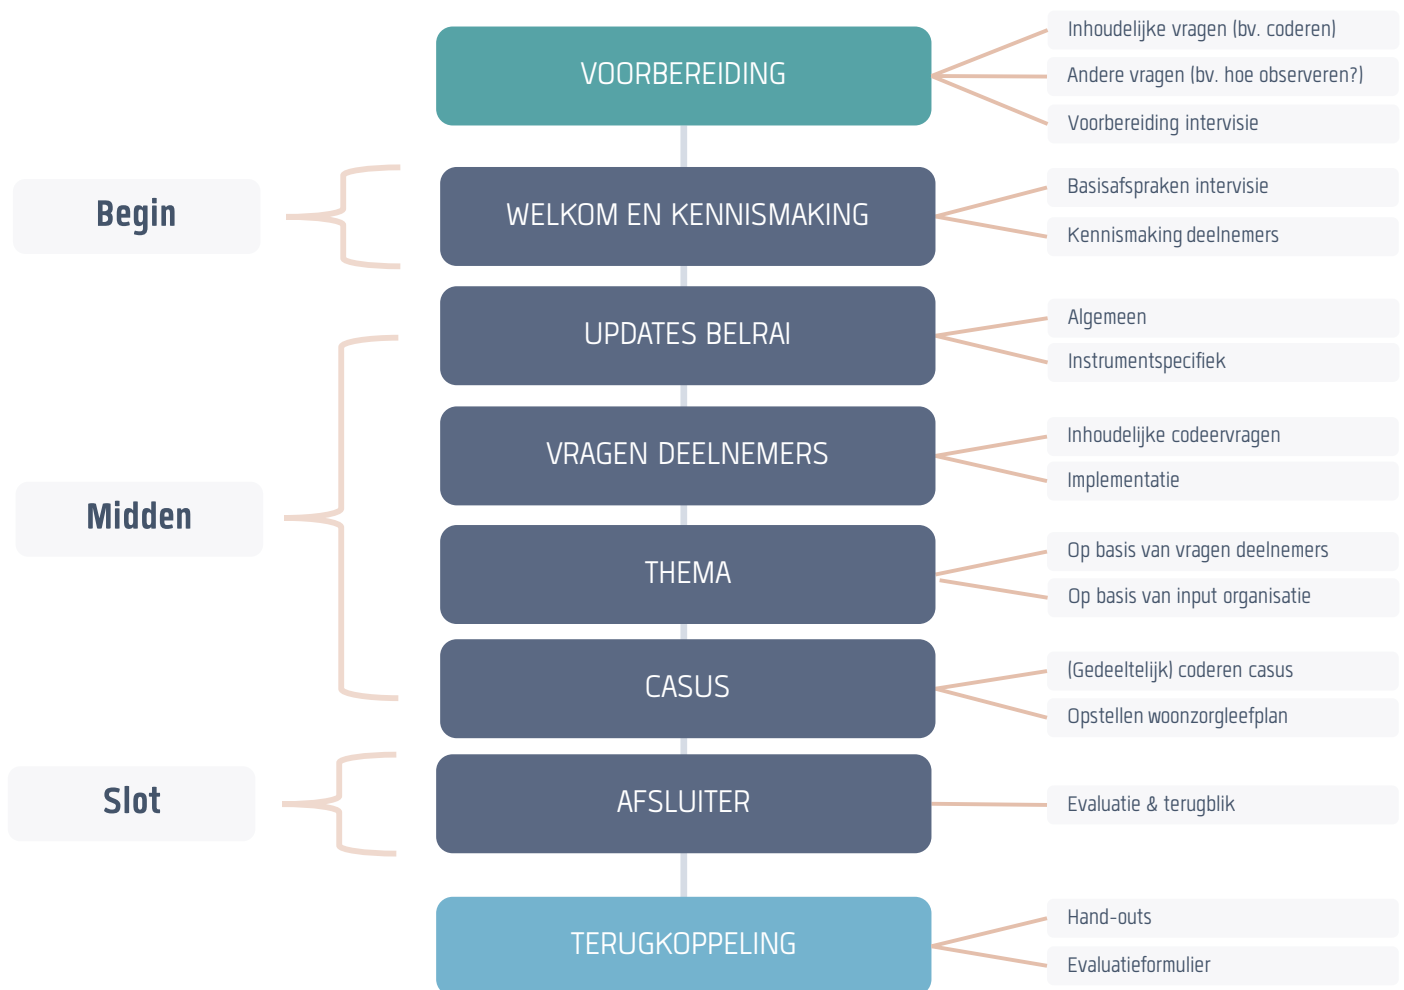 VOORBEREIDING
Inhoudelijke vragen (bv. coderen)
Andere vragen (bv. hoe observeren?)
Voorbereiding intervisie
Begin
WELKOM EN KENNISMAKING
Basisafspraken intervisie
Kennismaking deelnemers
UPDATES BELRAI
Algemeen
Instrumentspecifiek
Midden
VRAGEN DEELNEMERS
Inhoudelijke codeervragen
Implementatie
THEMA
Op basis van vragen deelnemers
Op basis van input organisatie
CASUS
(Gedeeltelijk) coderen casus
Opstellen woonzorgleefplan
Slot
AFSLUITER
Evaluatie & terugblik
TERUGKOPPELING
Hand-outs
Evaluatieformulier